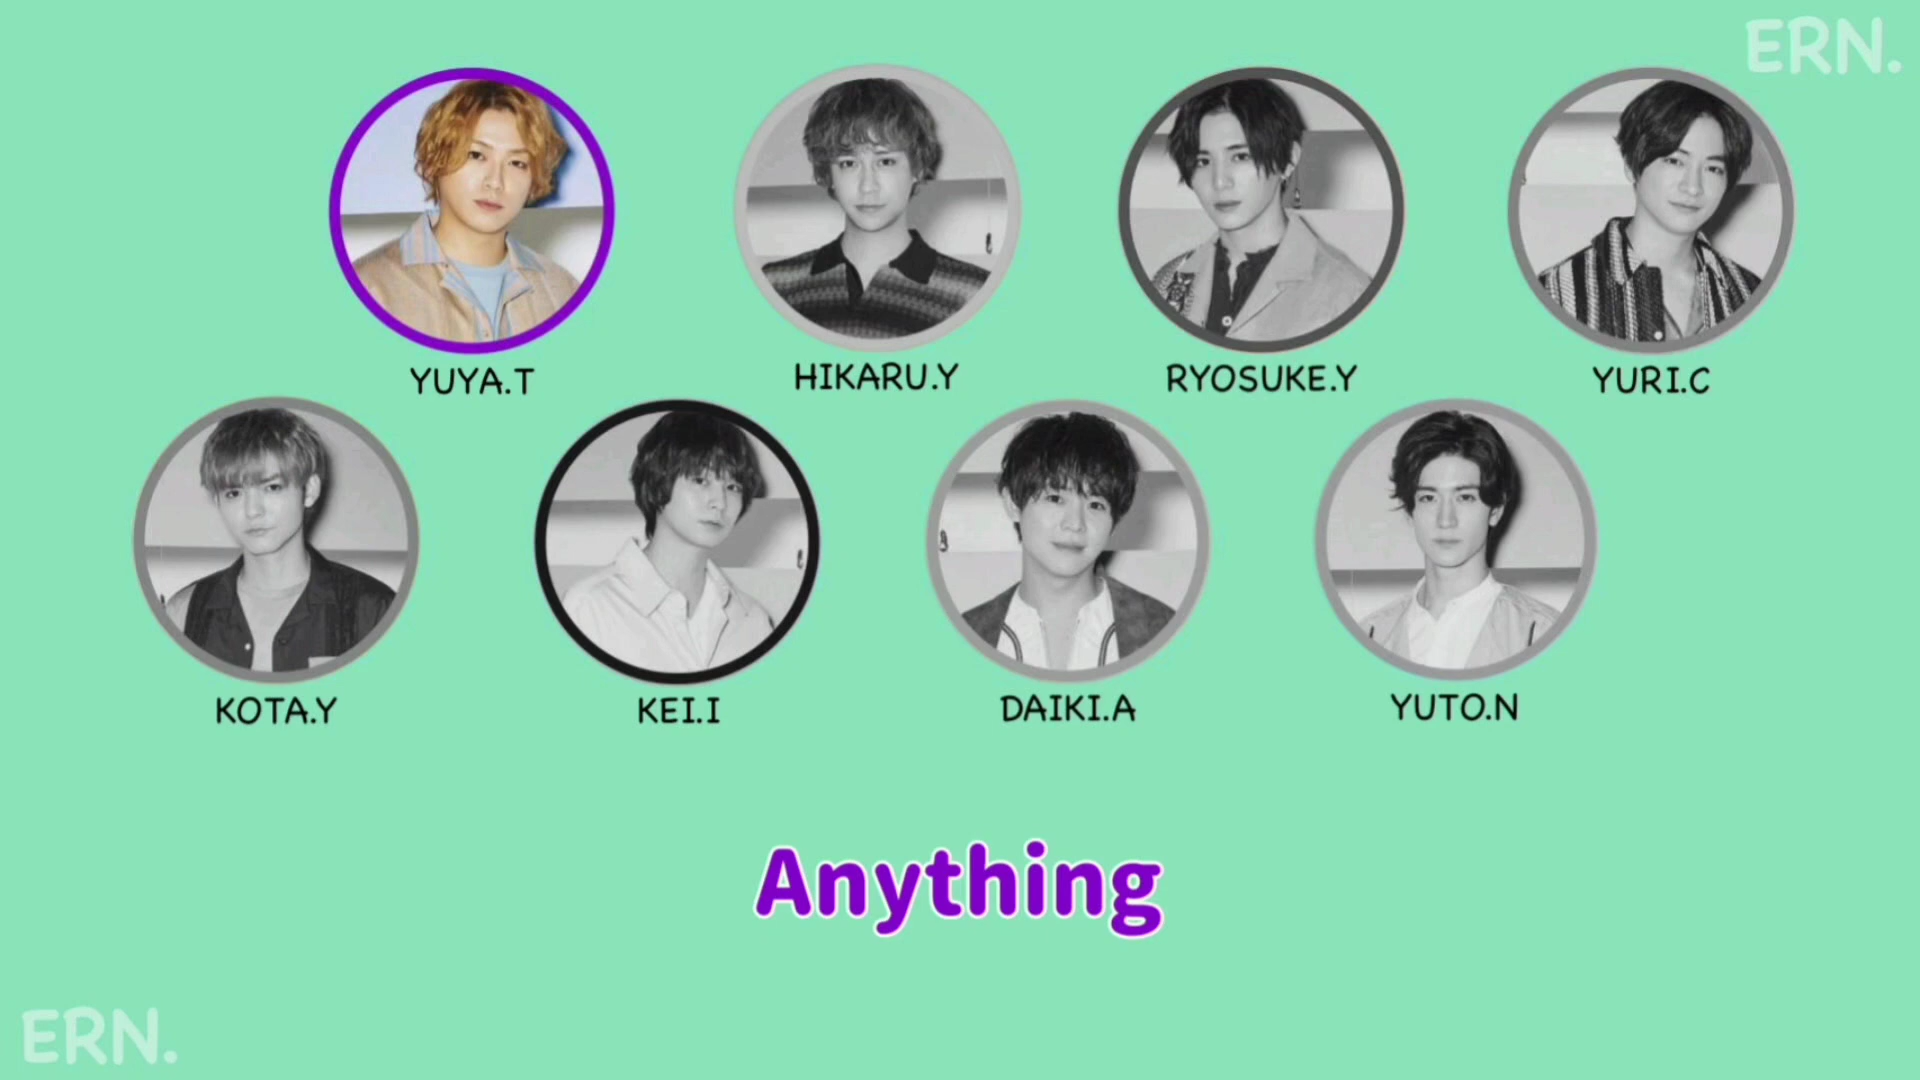 ERN.
YUYA.T
HIKARU.Y
RYOSUKE.Y
YURI.C
KOTA.Y
KEI.I
DAIKI.A
YUTO.N
Anything
ERN.